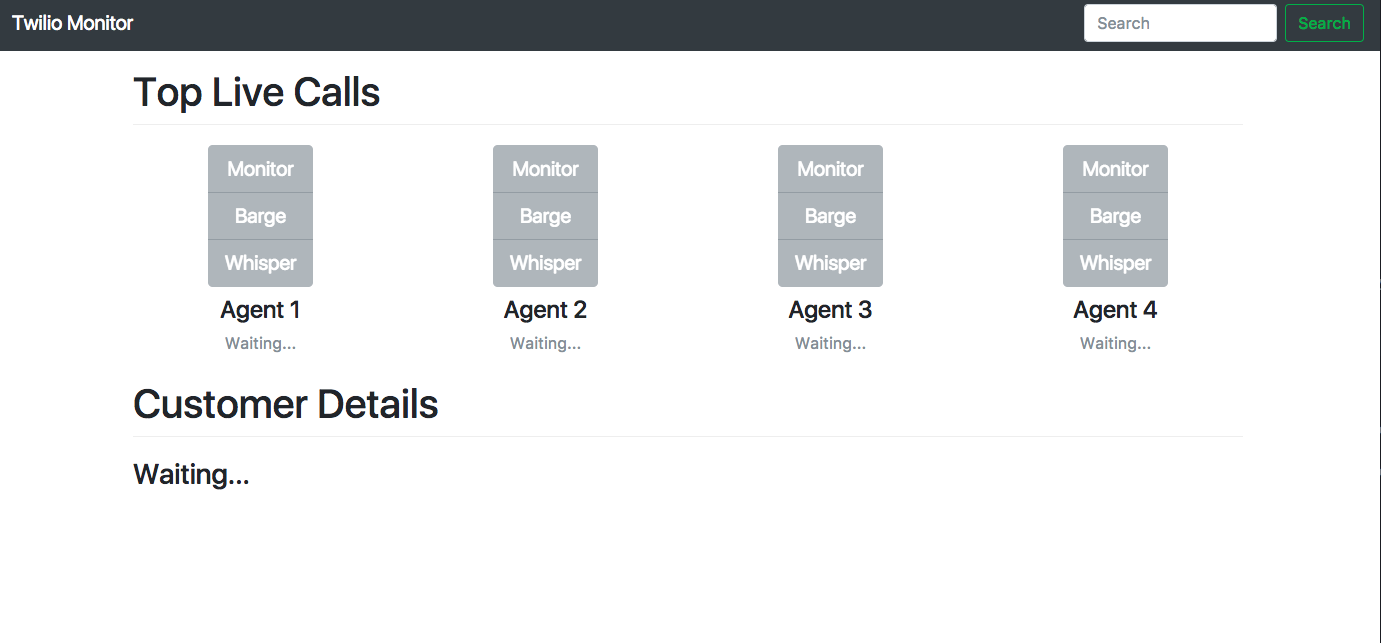 Twilio Monitor Search Search
Top Live Calls
Monitor Monitor Monitor Monitor
Barge Barge Barge Barge
Whisper Whisper Whisper Whisper
Agent 1 Agent 2 Agent 3 Agent 4
Waiting... Waiting... Waiting... Waiting...
Customer Details
Waiting...